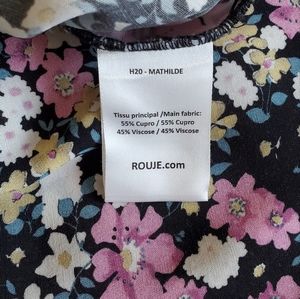 H20 - MATHILDE
Tissu principal /Main fabric:
55% Cupro / 55% Cupro
45% Viscose / 45% Viscose
ROUJE.com